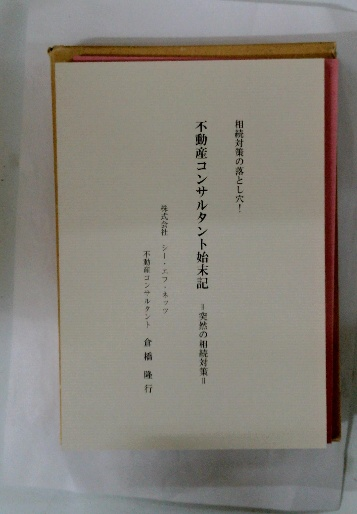 相続対策の落とし穴！
不動産コンサルタント始末記 =突然の相続対策=
株式会社 シー・エフ・ネッツ
不動産コンサルタント 倉橋隆行